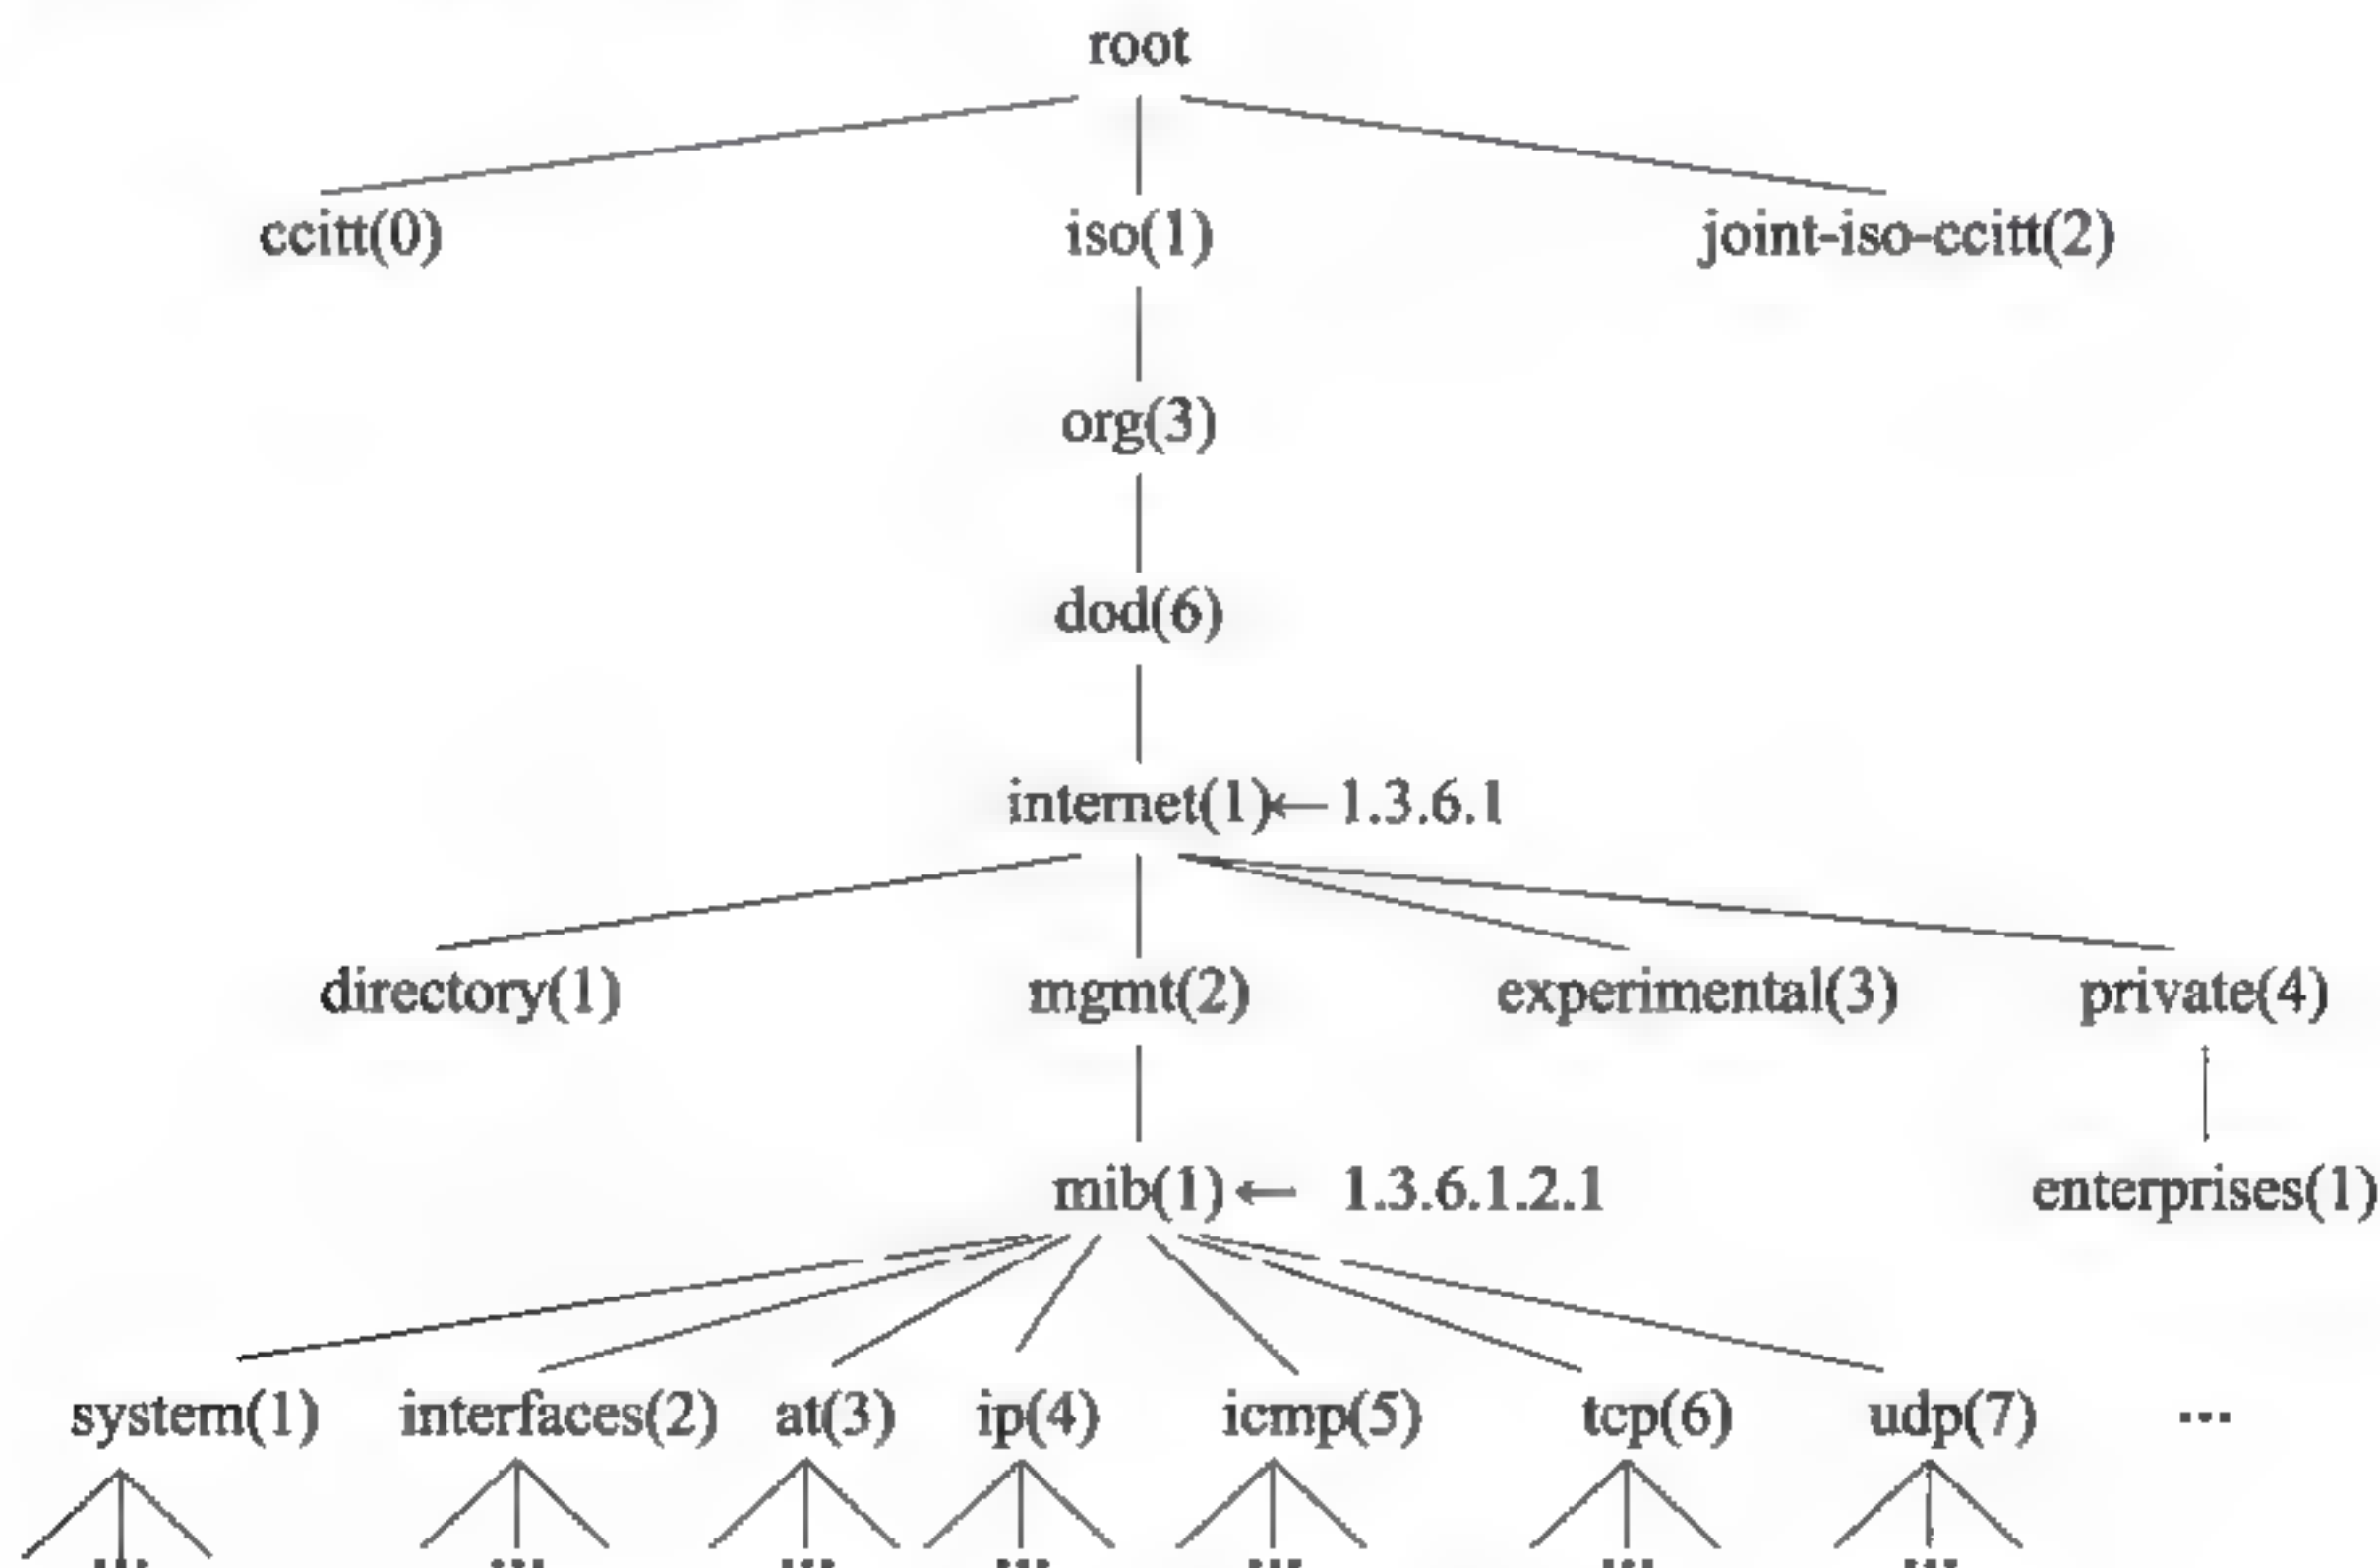 root
ccitt(0) iso(1) joint-iso-ccitt(2)
org(3)
dod(6)
internet(1) ← 1.3.6.1
directory(1) mgmt(2) experimental(3) private(4)
mib(1) ← 1.3.6.1.2.1 enterprises(1)
system(1) interfaces(2) at(3) ip(4) icmp(5) tcp(6) udp(7) ...